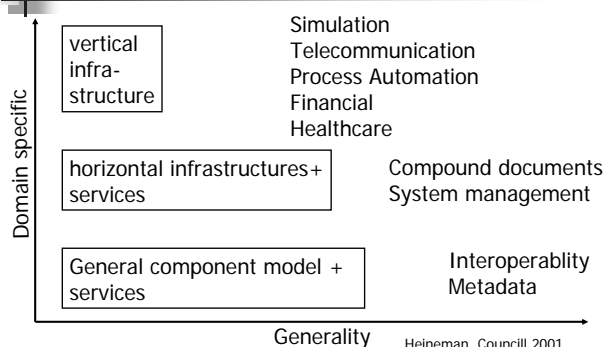 vertical
infra-
structure
Simulation
Telecommunication
Process Automation
Financial
Healthcare
Domain specific
horizontal infrastructures+
services
Compound documents
System management
General component model +
services
Interoperablity
Metadata
Generality
Heineman, Councill 2001